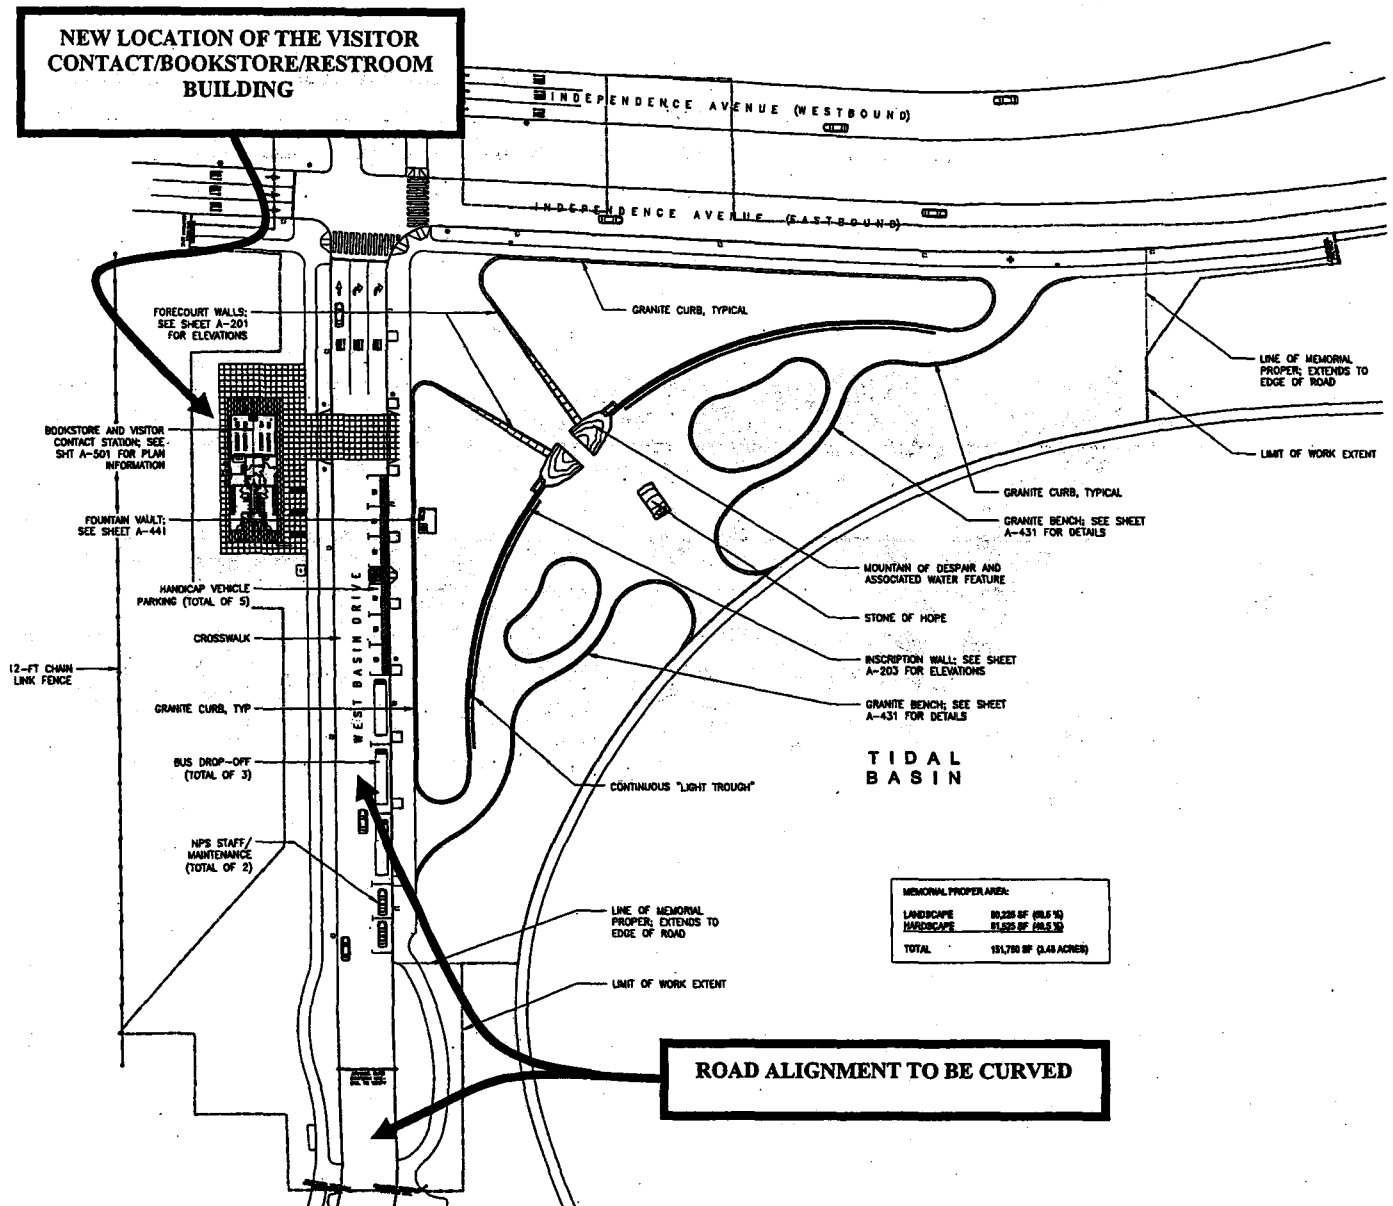 NEW LOCATION OF THE VISITOR
CONTACT/BOOKSTORE/RESTROOM
BUILDING
INDEPENDENCE AVENUE (WESTBOUND)
INDEPENDENCE AVENUE (EASTBOUND)
FORECOURT WALLS;
SEE SHEET A-201
FOR ELEVATIONS
GRANITE CURB, TYPICAL
LINE OF MEMORIAL
PROPER; EXTENDS TO
EDGE OF ROAD
BOOKSTORE AND VISITOR
CONTACT STATION; SEE
SHT A-501 FOR PLAN
INFORMATION
LIMIT OF WORK EXTENT
GRANITE CURB, TYPICAL
FOUNTAIN VAULT;
SEE SHEET A-441
GRANITE BENCH; SEE SHEET
A-431 FOR DETAILS
MOUNTAIN OF DESPAIR AND
ASSOCIATED WATER FEATURE
HANDICAP VEHICLE
PARKING (TOTAL OF 5)
STONE OF HOPE
CROSSWALK
WEST BASIN DRIVE
12-FT CHAIN
LINK FENCE
INSCRIPTION WALL; SEE SHEET
A-203 FOR ELEVATIONS
GRANITE CURB, TYP
GRANITE BENCH; SEE SHEET
A-431 FOR DETAILS
BUS DROP-OFF
(TOTAL OF 3)
TIDAL
BASIN
CONTINUOUS "LIGHT TROUGH"
NPS STAFF/
MAINTENANCE
(TOTAL OF 2)
LINE OF MEMORIAL
PROPER; EXTENDS TO
EDGE OF ROAD
MEMORIAL PROPER AREA:
LANDSCAPE
HARDSCAPE
TOTAL
LIMIT OF WORK EXTENT
ROAD ALIGNMENT TO BE CURVED